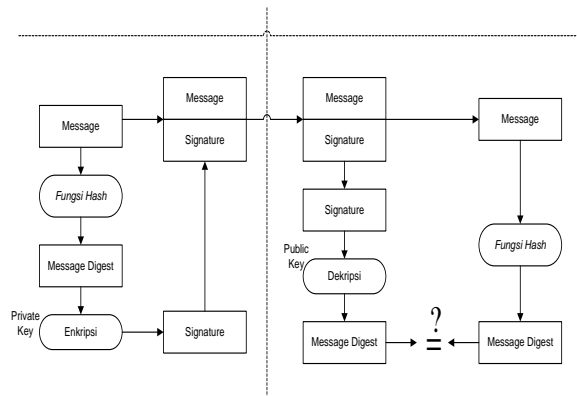 Message
Fungsi Hash
Message Digest
Private
Key
Enkripsi
Message
Signature
Signature
Message
Signature
Signature
Public
Key
Dekripsi
Message Digest
?
=
Message
Fungsi Hash
Message Digest